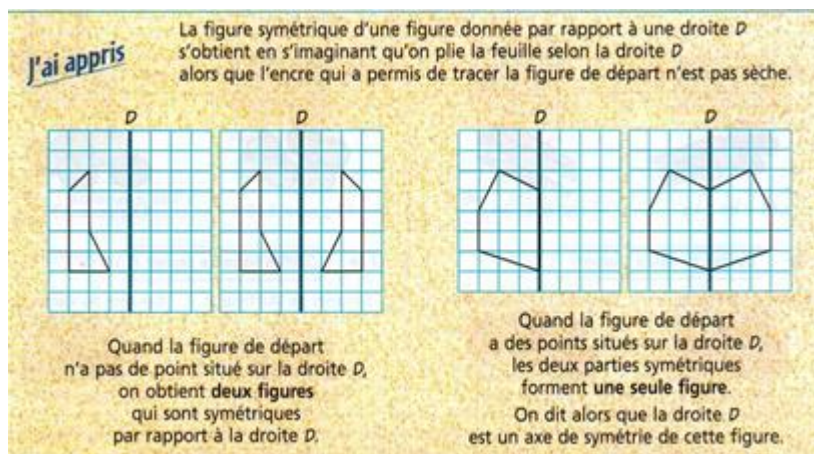 J'ai appris
La figure symétrique d'une figure donnée par rapport à une droite D
s'obtient en s'imaginant qu'on plie la feuille selon la droite D
alors que l'encre qui a permis de tracer la figure de départ n'est pas sèche.
D
D
D
D
Quand la figure de départ
n'a pas de point situé sur la droite D,
on obtient deux figures
qui sont symétriques
par rapport à la droite D.
Quand la figure de départ
a des points situés sur la droite D,
les deux parties symétriques
forment une seule figure.
On dit alors que la droite D
est un axe de symétrie de cette figure.